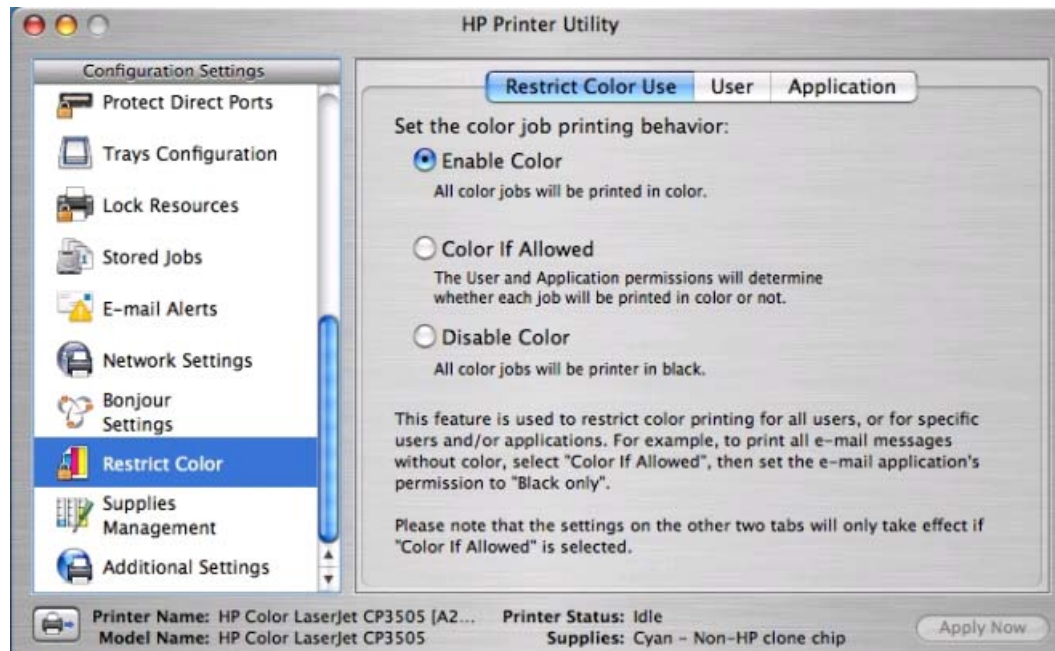 HP Printer Utility
Configuration Settings
Protect Direct Ports
Trays Configuration
Lock Resources
Stored Jobs
E-mail Alerts
Network Settings
Bonjour
Settings
Restrict Color
Supplies
Management
Additional Settings
Restrict Color Use
User
Application
Set the color job printing behavior:
Enable Color
All color jobs will be printed in color.
Color If Allowed
The User and Application permissions will determine
whether each job will be printed in color or not.
Disable Color
All color jobs will be printer in black.
This feature is used to restrict color printing for all users, or for specific
users and/or applications. For example, to print all e-mail messages
without color, select "Color If Allowed", then set the e-mail application's
permission to "Black only".
Please note that the settings on the other two tabs will only take effect if
"Color If Allowed" is selected.
Printer Name: HP Color LaserJet CP3505 [A2...
Model Name: HP Color LaserJet CP3505
Printer Status: Idle
Supplies: Cyan - Non-HP clone chip
Apply Now